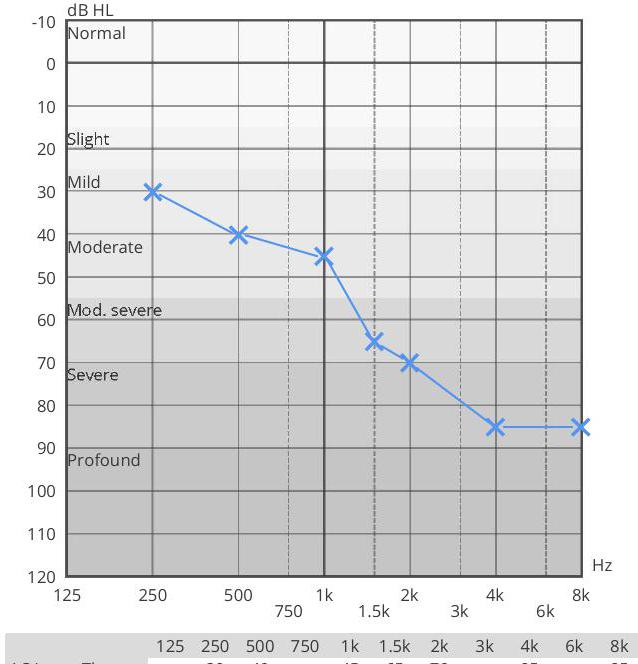 dB HL
-10
Normal
0
10
Slight
20
Mild
30
40
Moderate
50
Mod. severe
60
70
Severe
80
90
Profound
100
110
Hz
120
125 250 500 1k 2k 4k 8k
750 1.5k 3k 6k
125 250 500 750 1k 1.5k 2k 3k 4k 6k 8k